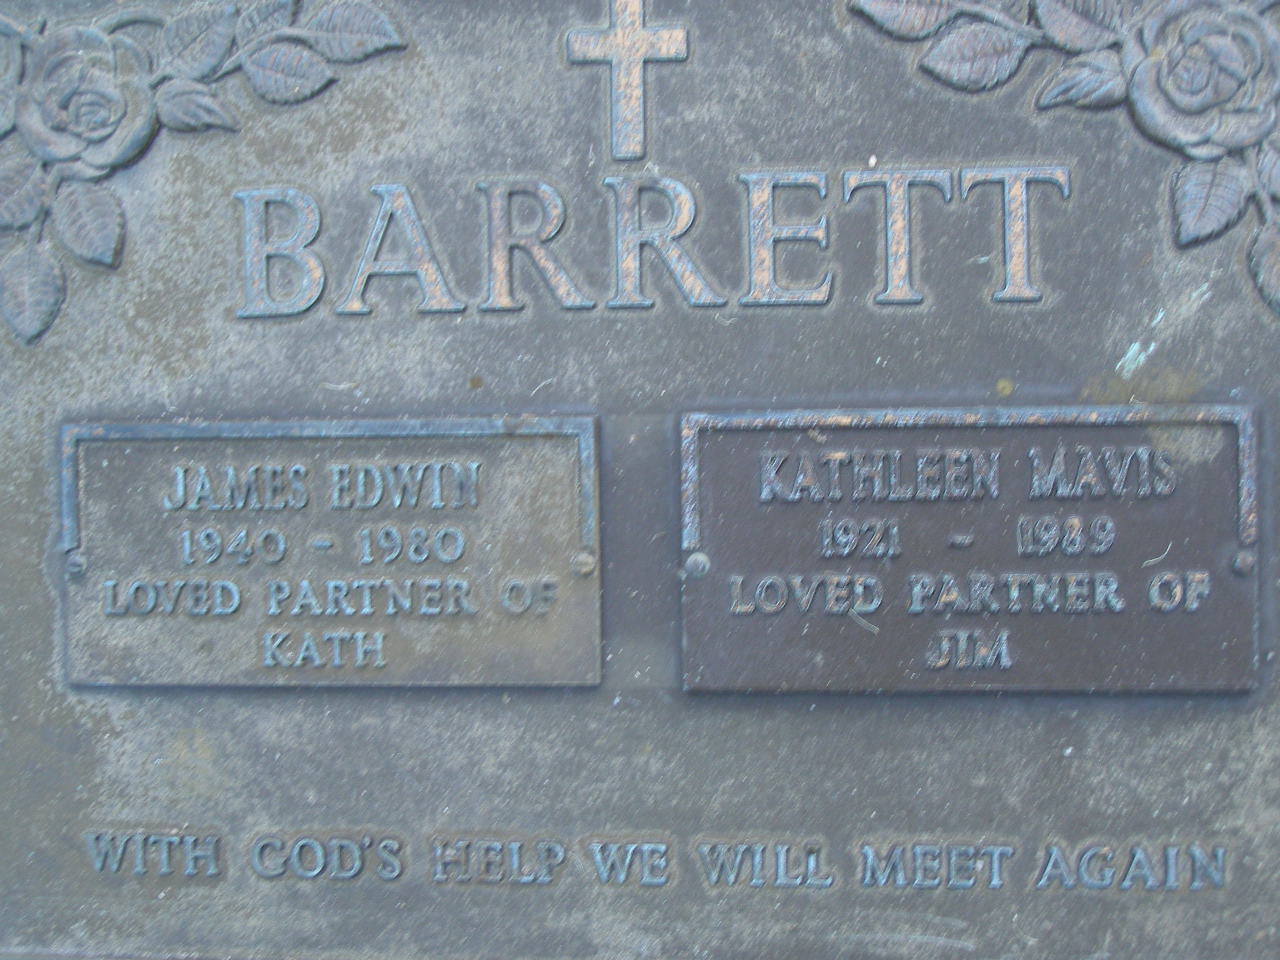 BARRETT
JAMES EDWIN
1940 - 1980
LOVED PARTNER OF
KATH
KATHLEEN MAVIS
1921 - 1989
LOVED PARTNER OF
JIM
WITH GOD'S HELP WE WILL MEET AGAIN